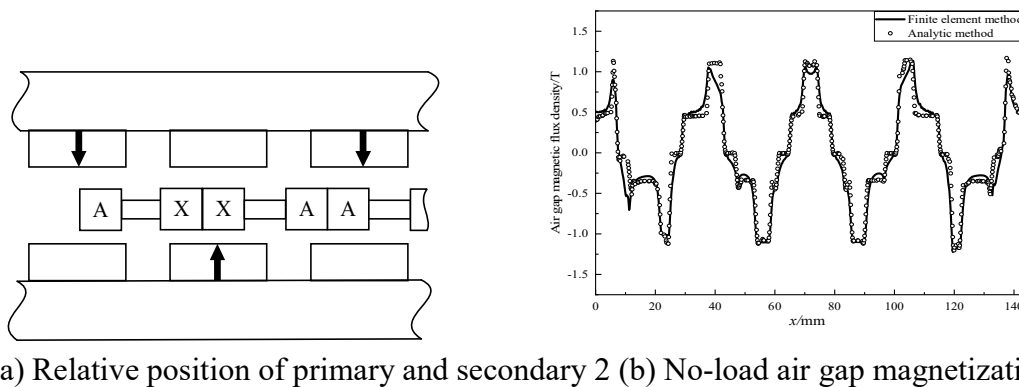 A X X A A
Finite element method
Analytic method
Air gap magnetic flux density/T
1.5
1.0
0.5
0.0
-0.5
-1.0
-1.5
0 20 40 60 80 100 120 140
x/mm
a) Relative position of primary and secondary 2 (b) No-load air gap magnetizati